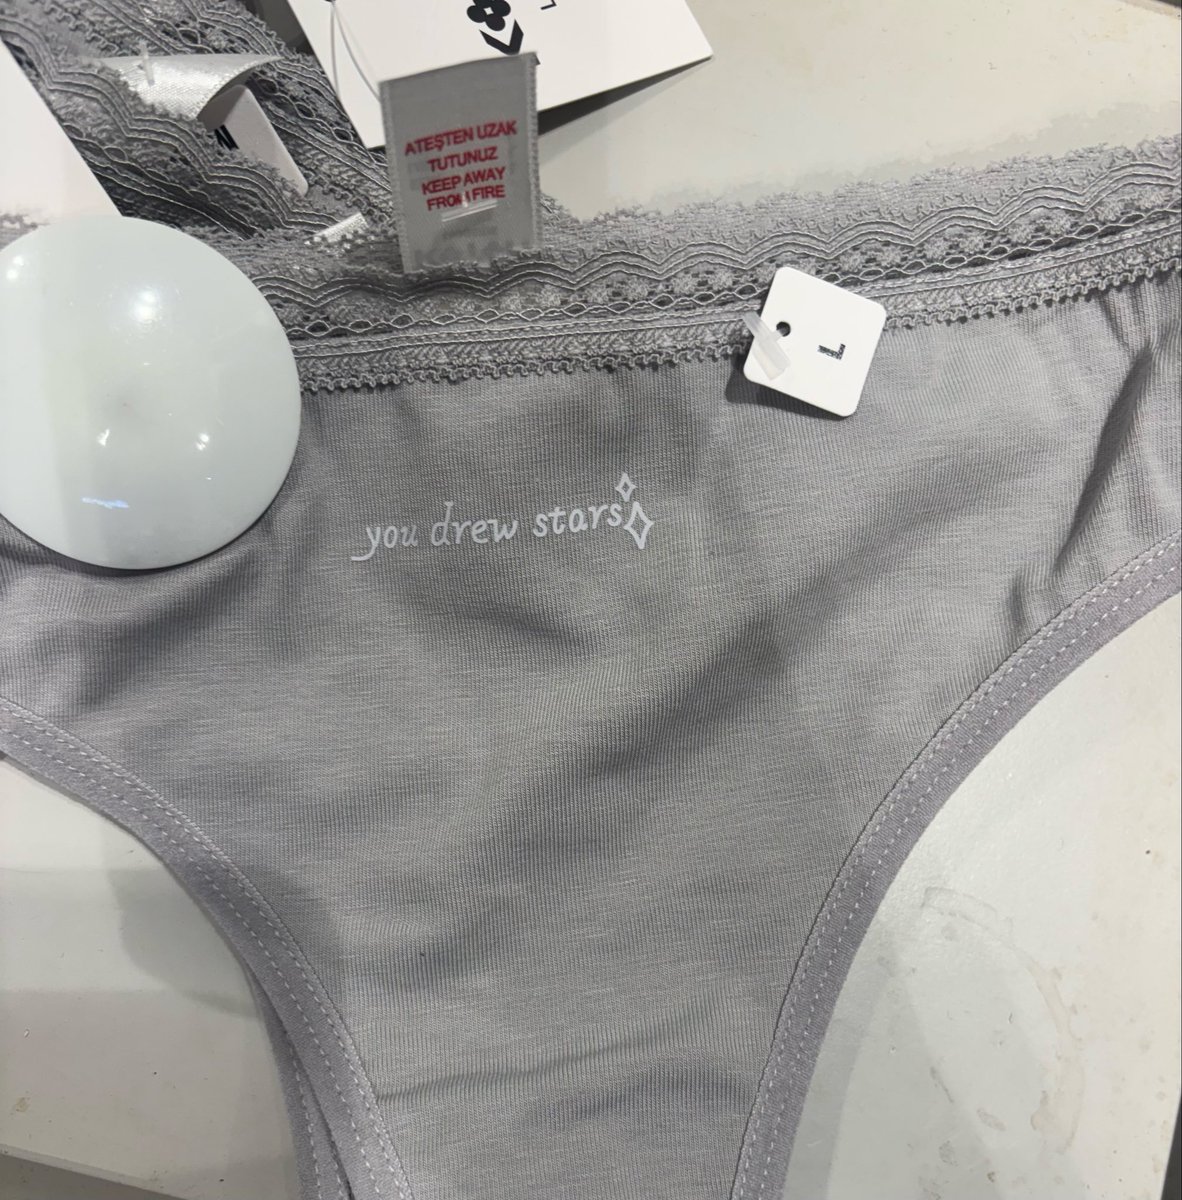 ATEŞTEN UZAK
TUTUNUZ
KEEP AWAY
FROM FIRE
L
you drew stars